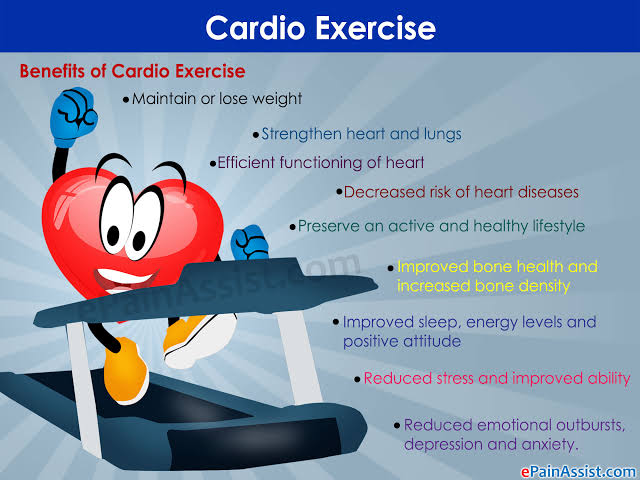 Cardio Exercise
Benefits of Cardio Exercise
•Maintain or lose weight
•Strengthen heart and lungs
•Efficient functioning of heart
•Decreased risk of heart diseases
•Preserve an active and healthy lifestyle
•Improved bone health and
increased bone density
•Improved sleep, energy levels and
positive attitude
•Reduced stress and improved ability
•Reduced emotional outbursts,
depression and anxiety.
ePainAssist.com
ePainAssist.com